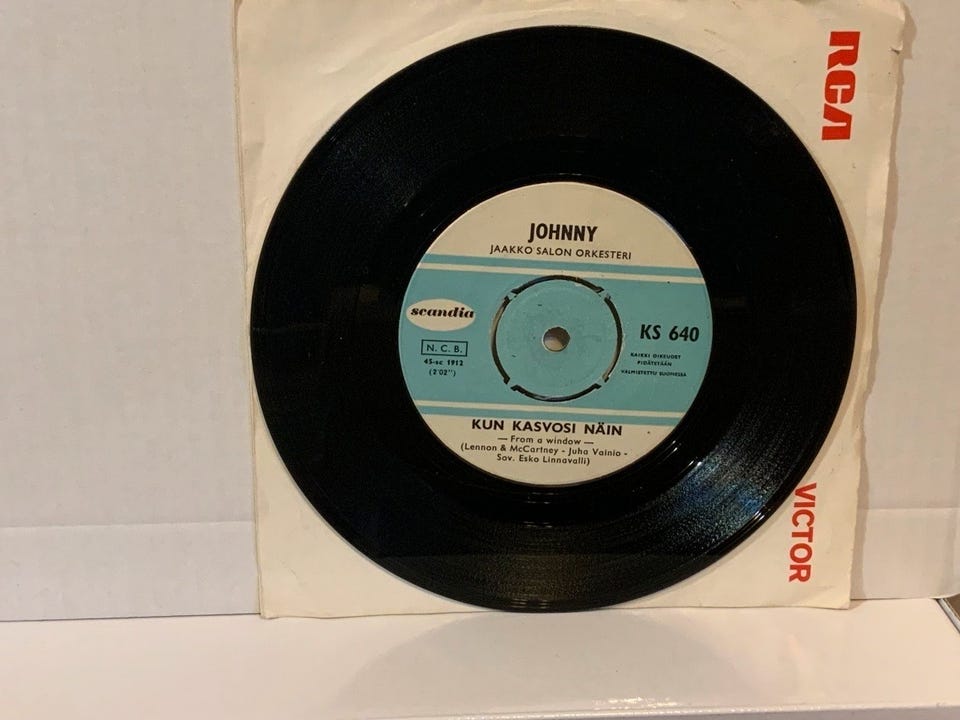 RCA
VICTOR
JOHNNY
JAAKKO SALON ORKESTERI
scandia
N. C. B.
45-sc 1912
(2'02")
KS 640
KAIKKI OIKEUDET
PIDÄTETÄÄN
VALMISTETTU SUOMESSA
KUN KASVOSI NÄIN
— From a window —
(Lennon & McCartney - Juha Vainio -
Sov. Esko Linnavalli)